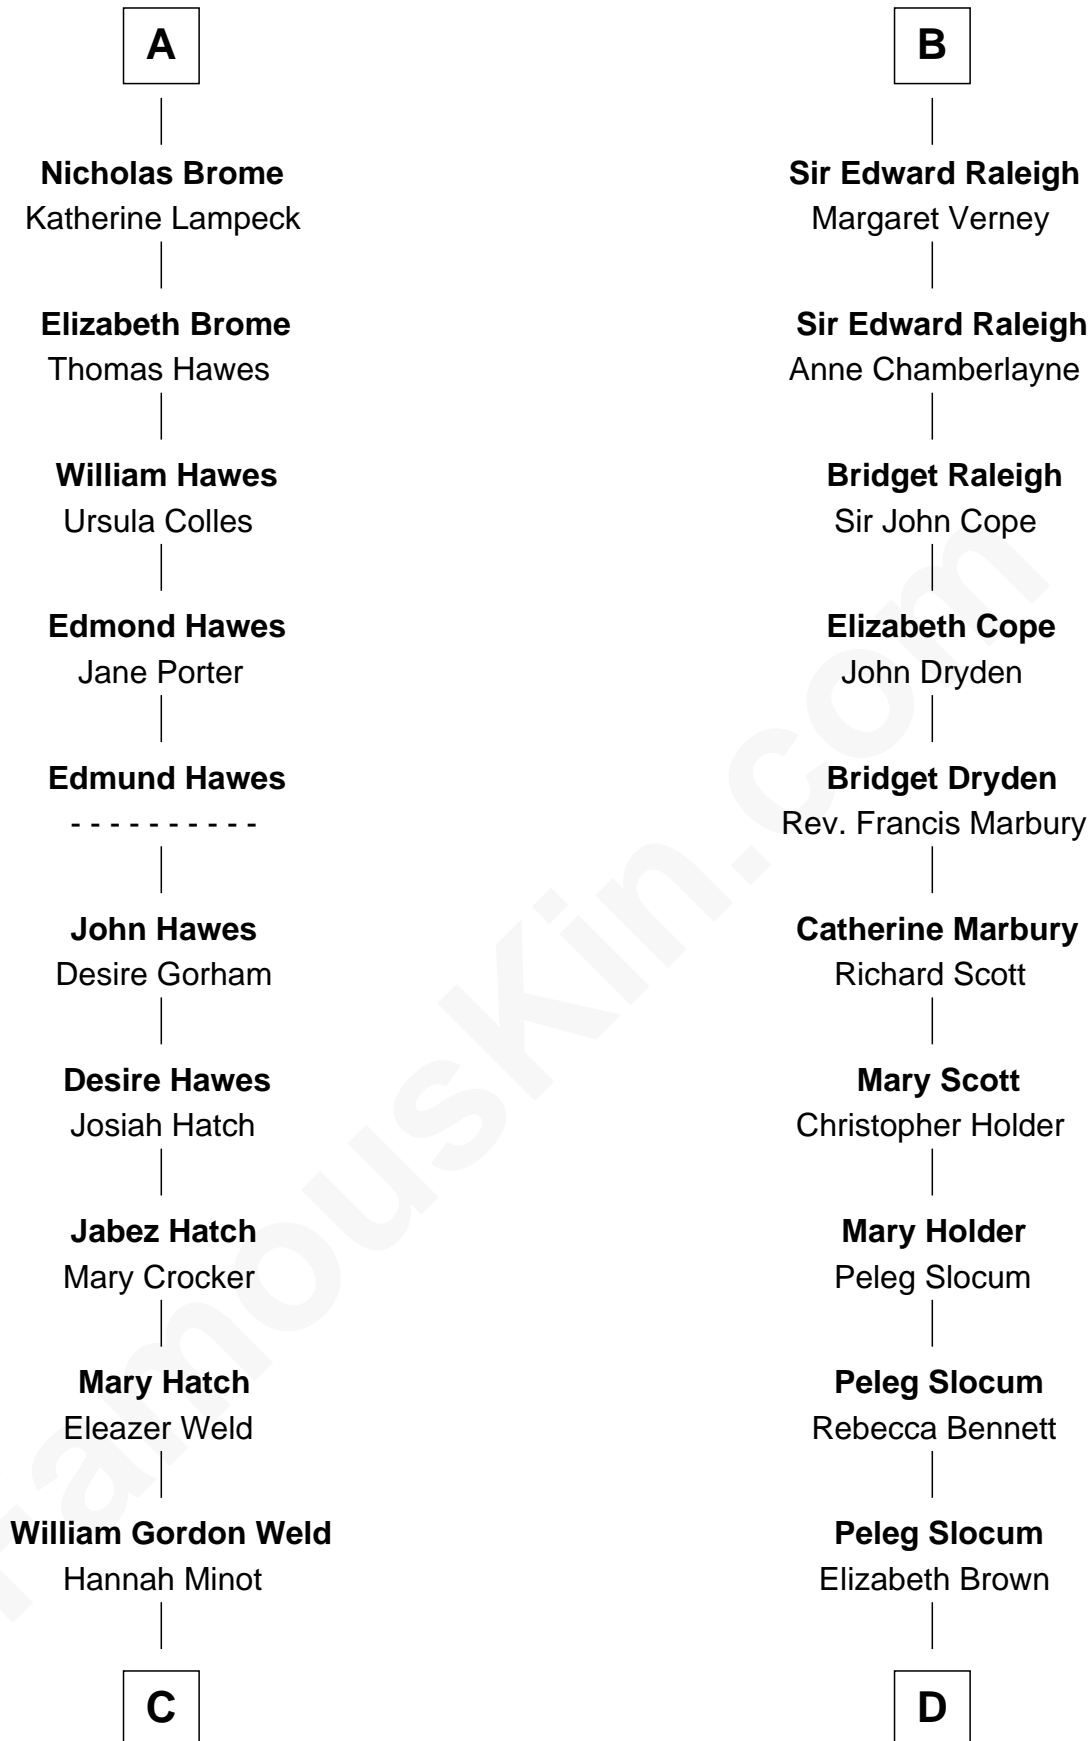 A
Nicholas Brome
Katherine Lampeck
Elizabeth Brome
Thomas Hawes
William Hawes
Ursula Colles
Edmond Hawes
Jane Porter
Edmund Hawes
- - - - - - - - - -
John Hawes
Desire Gorham
Desire Hawes
Josiah Hatch
Jabez Hatch
Mary Crocker
Mary Hatch
Eleazer Weld
William Gordon Weld
Hannah Minot
C
B
Sir Edward Raleigh
Margaret Verney
Sir Edward Raleigh
Anne Chamberlayne
Bridget Raleigh
Sir John Cope
Elizabeth Cope
John Dryden
Bridget Dryden
Rev. Francis Marbury
Catherine Marbury
Richard Scott
Mary Scott
Christopher Holder
Mary Holder
Peleg Slocum
Peleg Slocum
Rebecca Bennett
Peleg Slocum
Elizabeth Brown
D
FamousKin.com